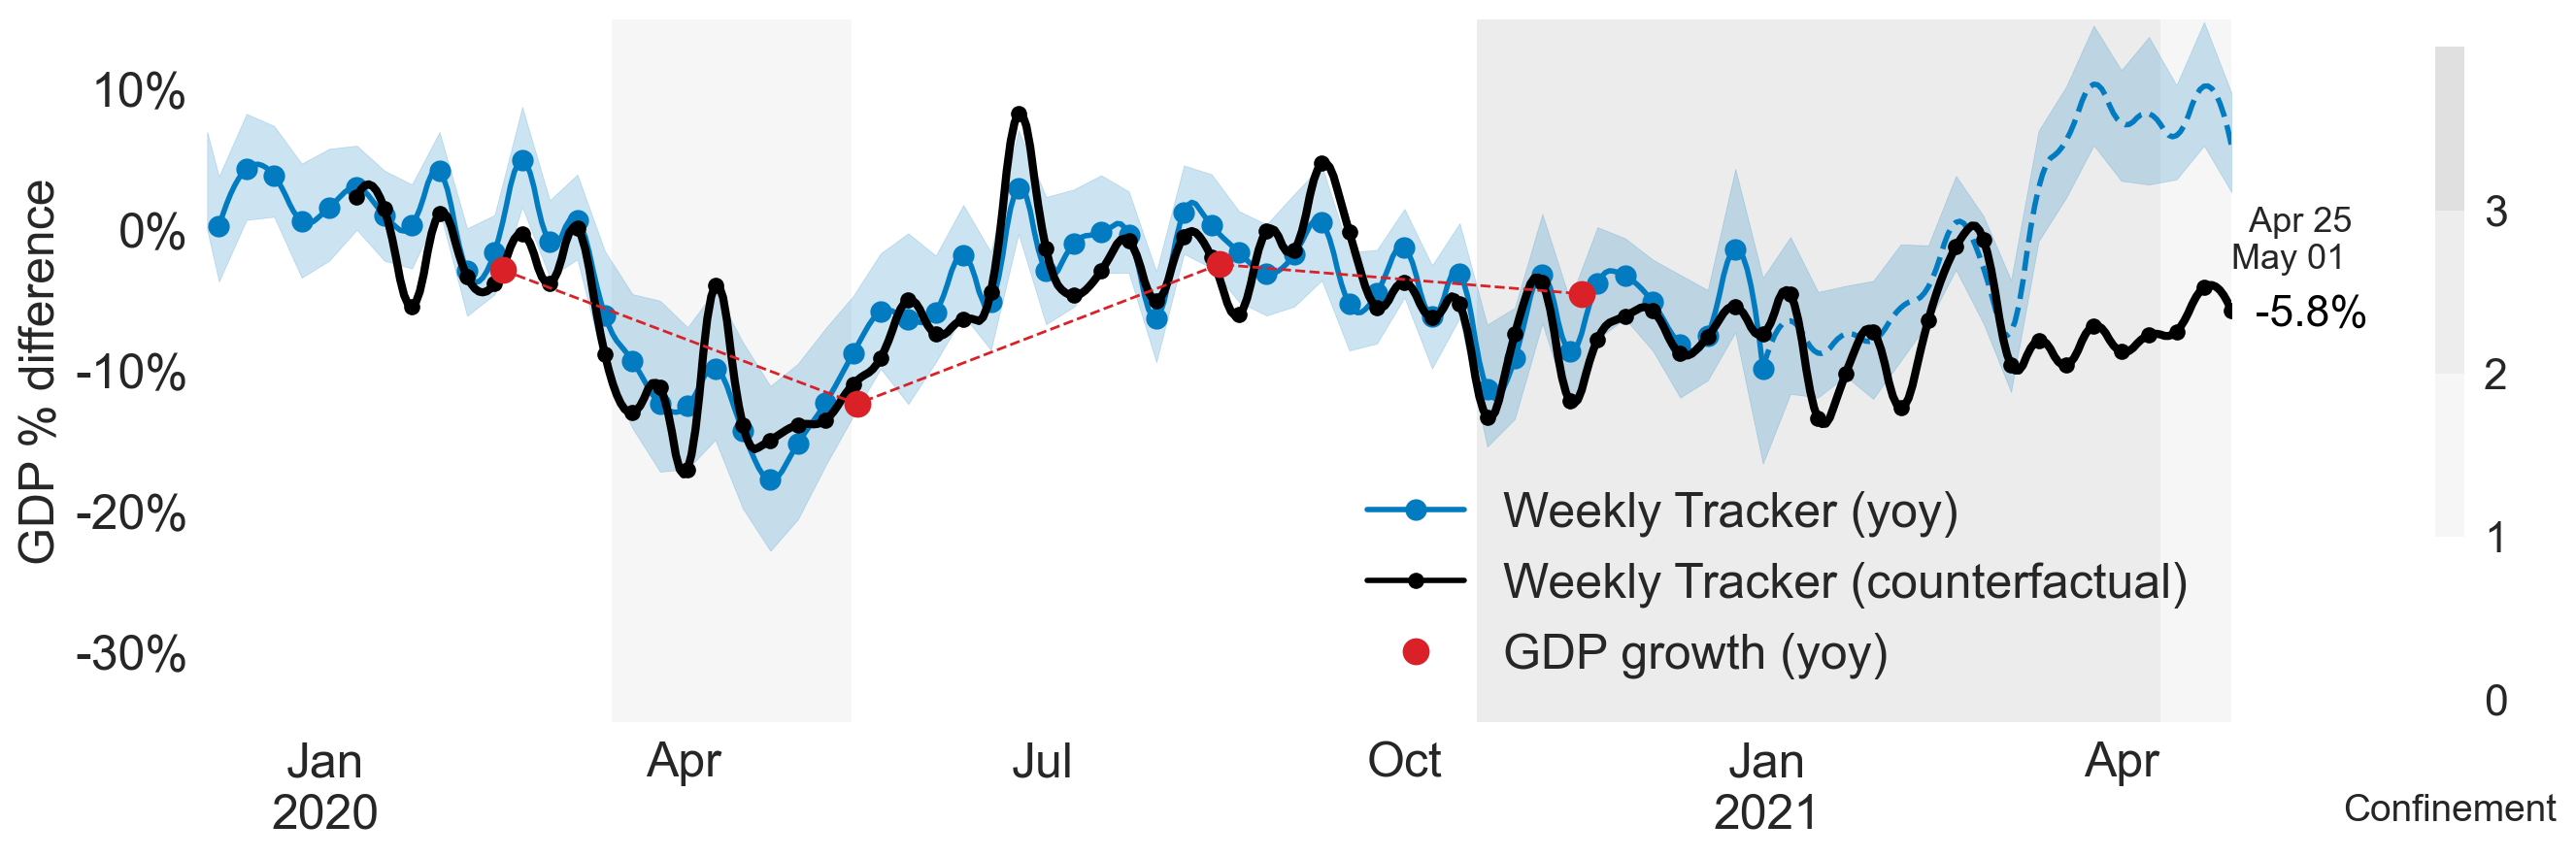 GDP % difference
10%
0%
-10%
-20%
-30%
Weekly Tracker (yoy)
Weekly Tracker (counterfactual)
GDP growth (yoy)
Apr 25
May 01
-5.8%
3
2
1
0
Jan
2020
Apr
Jul
Oct
Jan
2021
Apr
Confinement